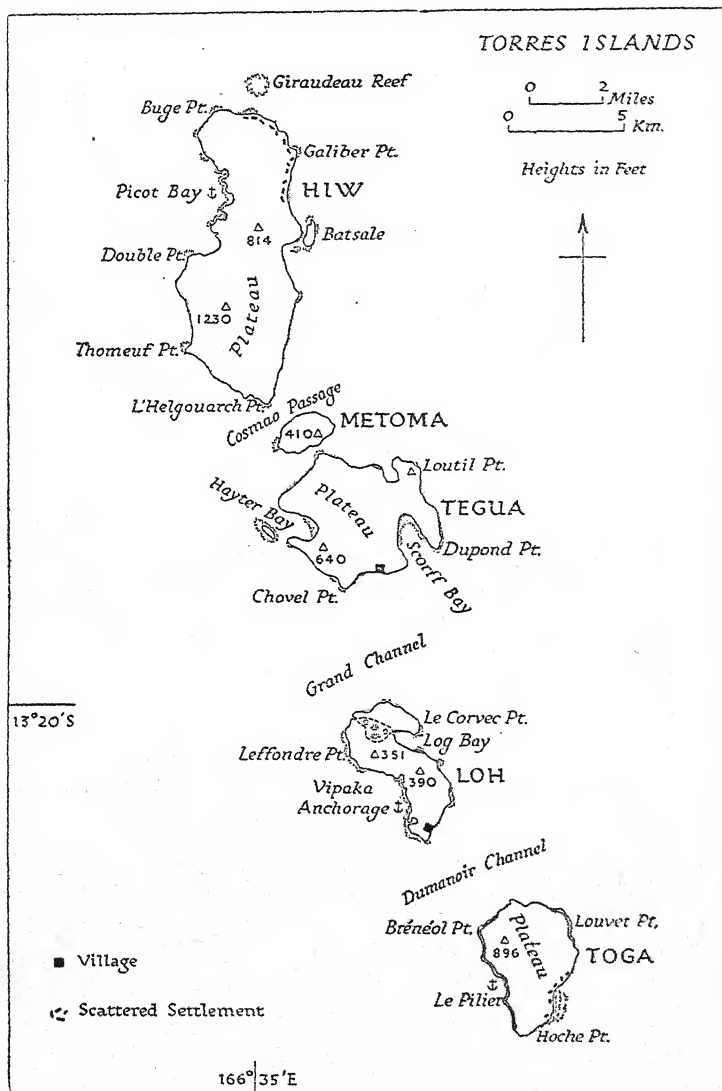 TORRES ISLANDS
0 2
Miles
0 5
Km.
Heights in Feet
Giraudeau Reef
Buge Pt.
Galiber Pt.
Picot Bay
HIW
814
Batsale
Double Pt.
1230
Plateau
Thomeuf Pt.
L'Helgouarch Pt.
Cosmao Passage
METOMA
410
Loutil Pt.
Plateau
TEGUA
Hayter Bay
640
Dupond Pt.
Scorff Bay
Chovel Pt.
Grand Channel
13°20'S
Le Corvec Pt.
Log Bay
Leffondre Pt.
351
390
LOH
Vipaka
Anchorage
Dumanoir Channel
Brénéol Pt.
Louvet Pt.
Plateau
896
TOGA
Le Pilier
Hoche Pt.
Village
Scattered Settlement
166° 35'E